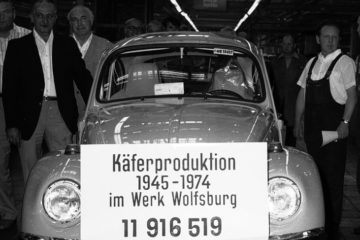 Käferproduktion
1945-1974
im Werk Wolfsburg
11 916 519